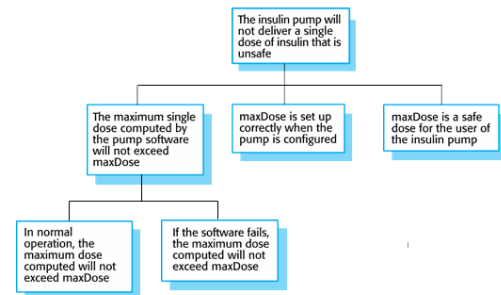 The insulin pump will
not deliver a single
dose of insulin that is
unsafe
The maximum single
dose computed by
the pump software
will not exceed
maxDose
maxDose is set up
correctly when the
pump is configured
maxDose is a safe
dose for the user of
the insulin pump
In normal
operation, the
maximum dose
computed will not
exceed maxDose
If the software fails,
the maximum dose
computed will not
exceed maxDose